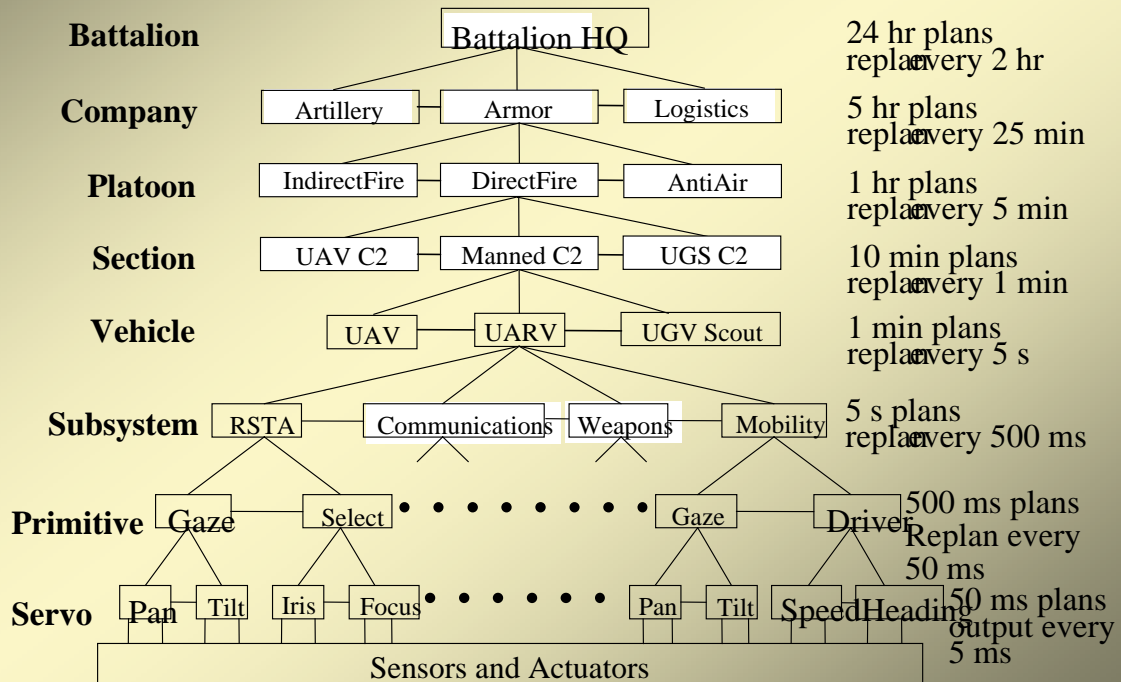 Battalion
Battalion HQ
24 hr plans
replan every 2 hr
Company
Artillery
Armor
Logistics
5 hr plans
replan every 25 min
Platoon
IndirectFire
DirectFire
AntiAir
1 hr plans
replan every 5 min
Section
UAV C2
Manned C2
UGS C2
10 min plans
replan every 1 min
Vehicle
UAV
UARV
UGV Scout
1 min plans
replan every 5 s
Subsystem
RSTA
Communications
Weapons
Mobility
5 s plans
replan every 500 ms
Primitive
Gaze
Select
Gaze
Driver
500 ms plans
Replan every
50 ms
Servo
Pan
Tilt
Iris
Focus
Pan
Tilt
Speed
Heading
50 ms plans
output every
5 ms
Sensors and Actuators